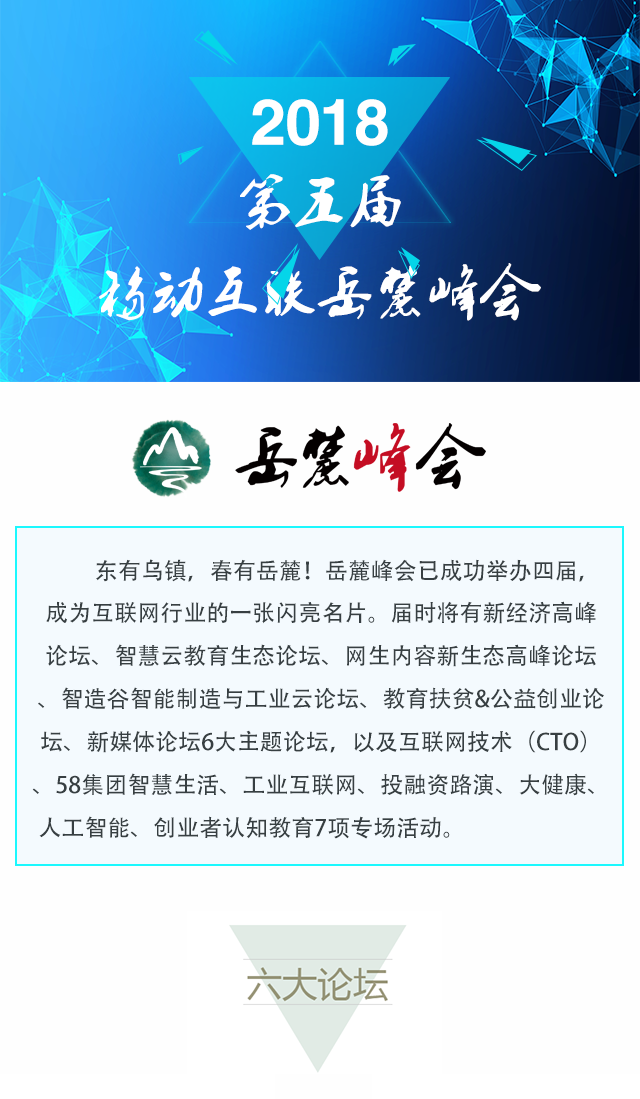 2018
第五届
移动互联岳麓峰会
岳麓峰会
东有乌镇，春有岳麓！岳麓峰会已成功举办四届，
成为互联网行业的一张闪亮名片。届时将有新经济高峰
论坛、智慧云教育生态论坛、网生内容新生态高峰论坛
、智造谷智能制造与工业云论坛、教育扶贫&公益创业论
坛、新媒体论坛6大主题论坛，以及互联网技术（CTO）
、58集团智慧生活、工业互联网、投融资路演、大健康、
人工智能、创业者认知教育7项专场活动。
六大论坛